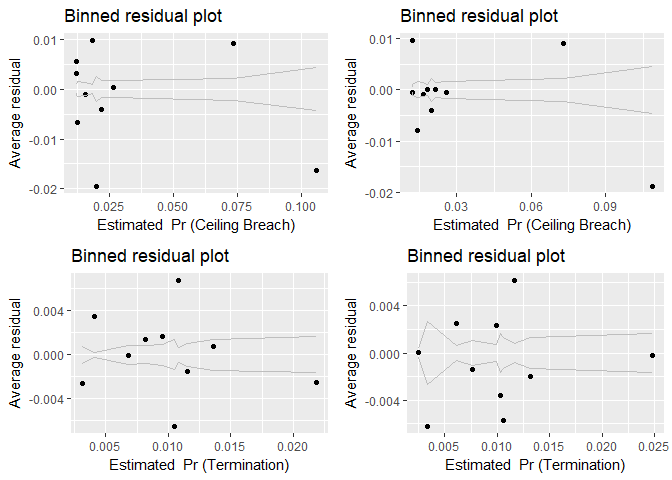 Binned residual plot
0.01
0.00
-0.01
-0.02
Average residual
0.025
0.050
0.075
0.100
Estimated Pr (Ceiling Breach)
Binned residual plot
0.01
0.00
-0.01
-0.02
Average residual
0.03
0.06
0.09
Estimated Pr (Ceiling Breach)
Binned residual plot
0.004
0.000
-0.004
Average residual
0.005
0.010
0.015
0.020
Estimated Pr (Termination)
Binned residual plot
0.004
0.000
-0.004
Average residual
0.005
0.010
0.015
0.020
0.025
Estimated Pr (Termination)